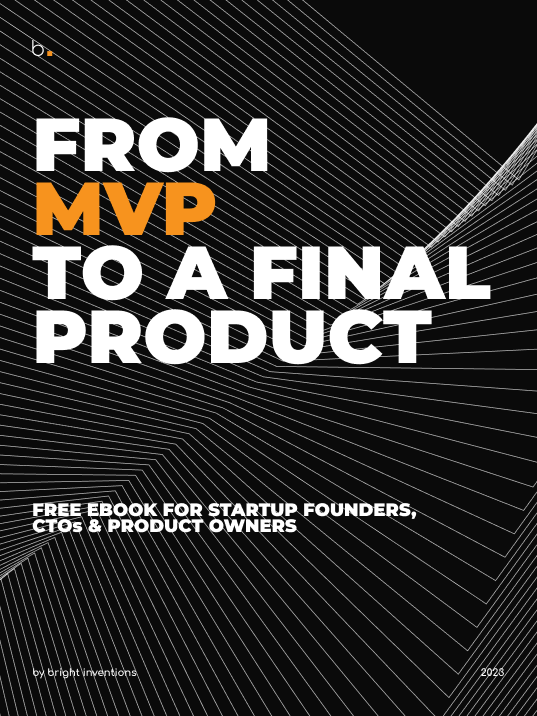 b.
FROM
MVP
TO A FINAL
PRODUCT
FREE EBOOK FOR STARTUP FOUNDERS,
CTOs & PRODUCT OWNERS
by bright inventions
2023